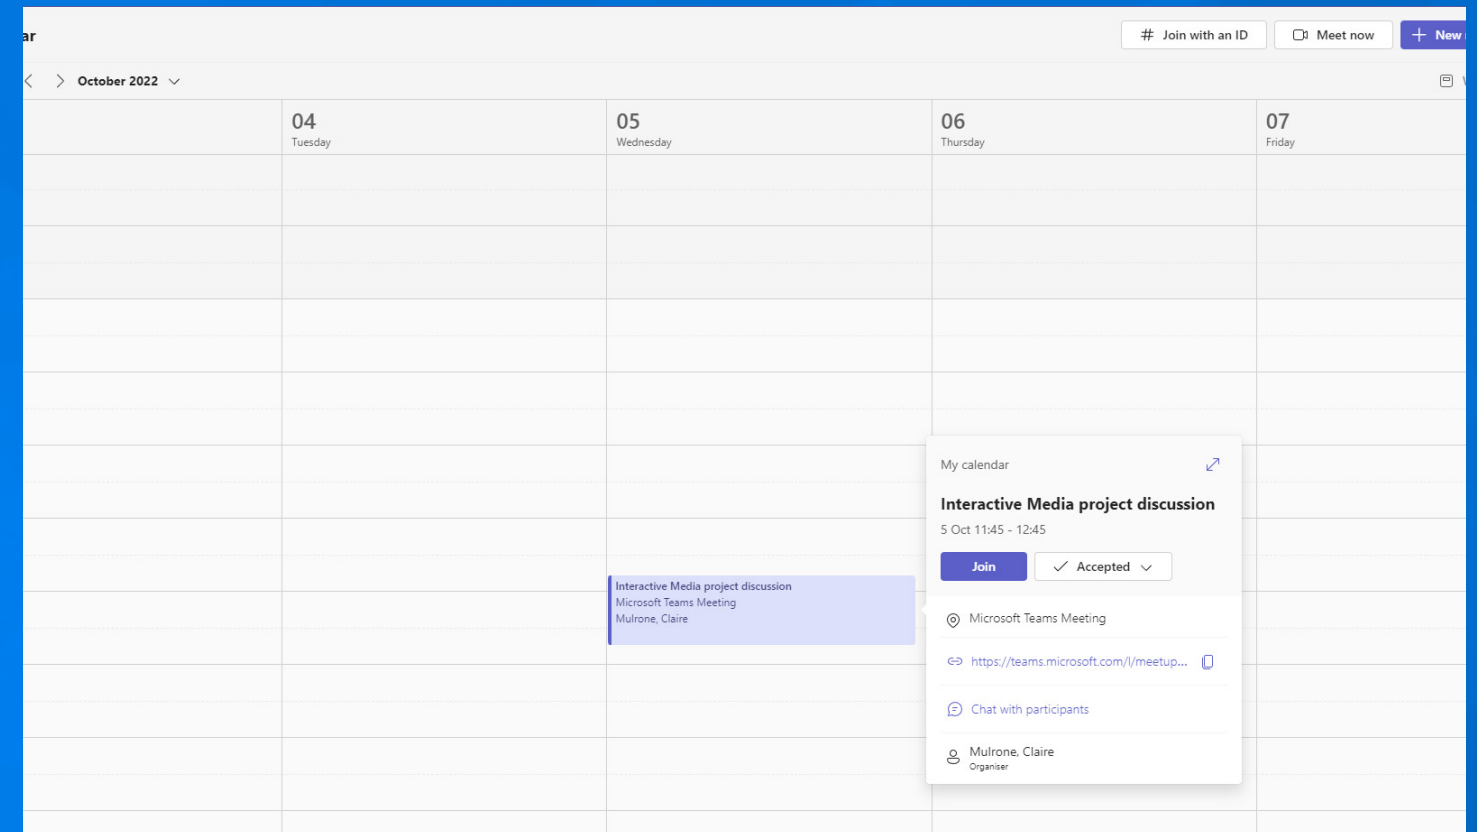 ar
# Join with an ID
Meet now
+ New
October 2022
04
Tuesday
05
Wednesday
06
Thursday
07
Friday
My calendar
Interactive Media project discussion
5 Oct 11:45 - 12:45
Join
Accepted
Microsoft Teams Meeting
https://teams.microsoft.com/l/meetup...
Chat with participants
Mulrone, Claire
Organiser
Interactive Media project discussion
Microsoft Teams Meeting
Mulrone, Claire